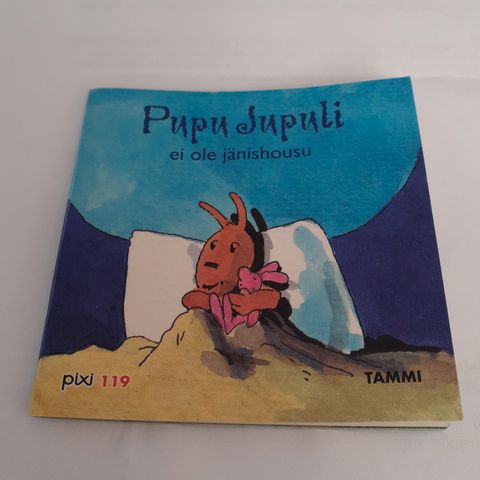 Pupu Jupuli
ei ole jänishousu
pixi 119
TAMMI